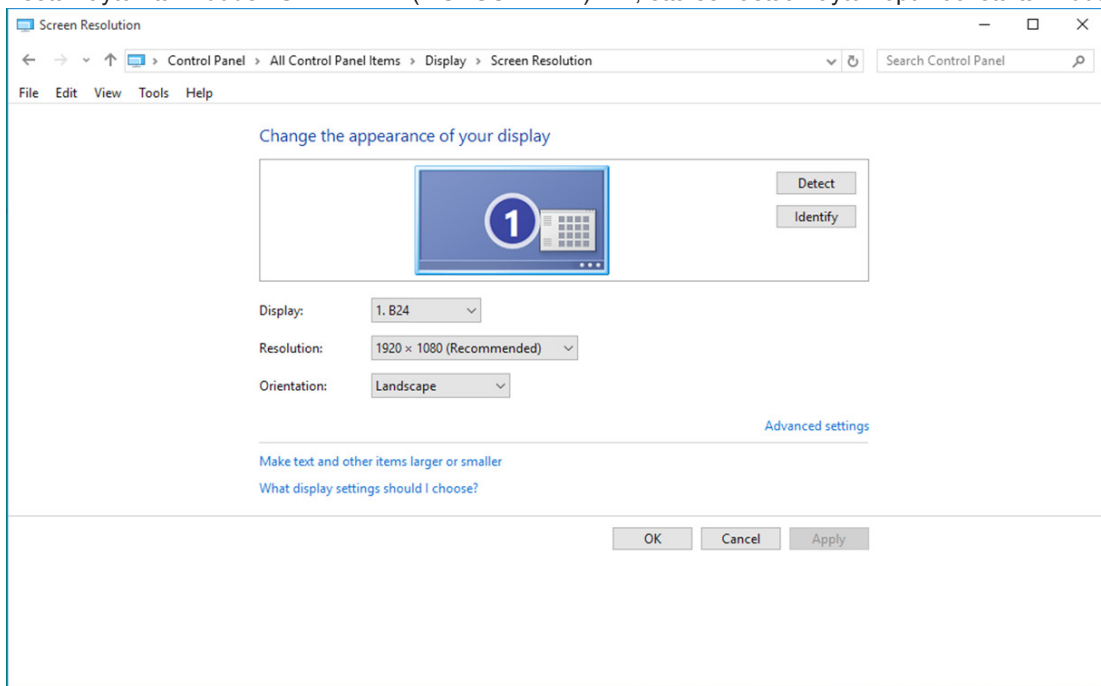 Screen Resolution
Control Panel > All Control Panel Items > Display > Screen Resolution
Search Control Panel
File Edit View Tools Help
Change the appearance of your display
1
Detect
Identify
Display: 1. B24
Resolution: 1920 × 1080 (Recommended)
Orientation: Landscape
Advanced settings
Make text and other items larger or smaller
What display settings should I choose?
OK Cancel Apply